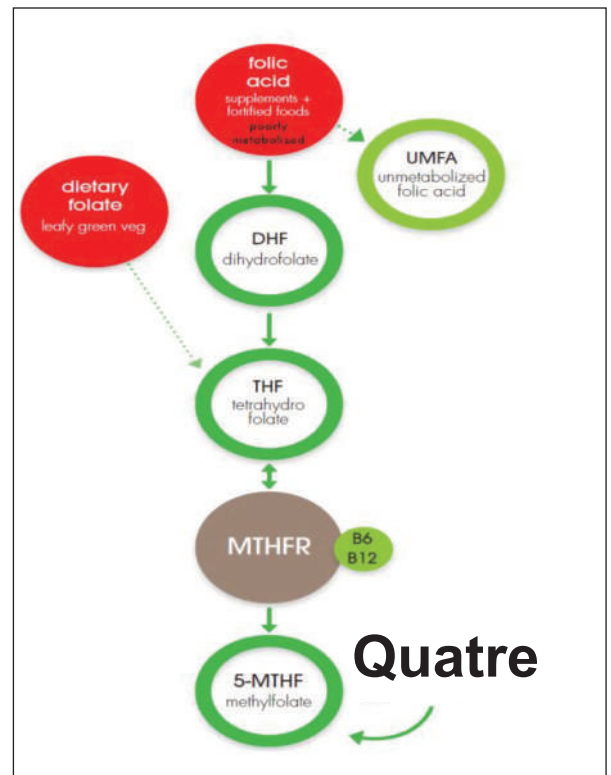 folic
acid
supplements +
fortified foods
poorly
metabolized
UMFA
unmetabolized
folic acid
dietary
folate
leafy green veg
DHF
dihydrofolate
THF
tetrahydro
folate
MTHFR
B6
B12
Quatre
5-MTHF
methylfolate